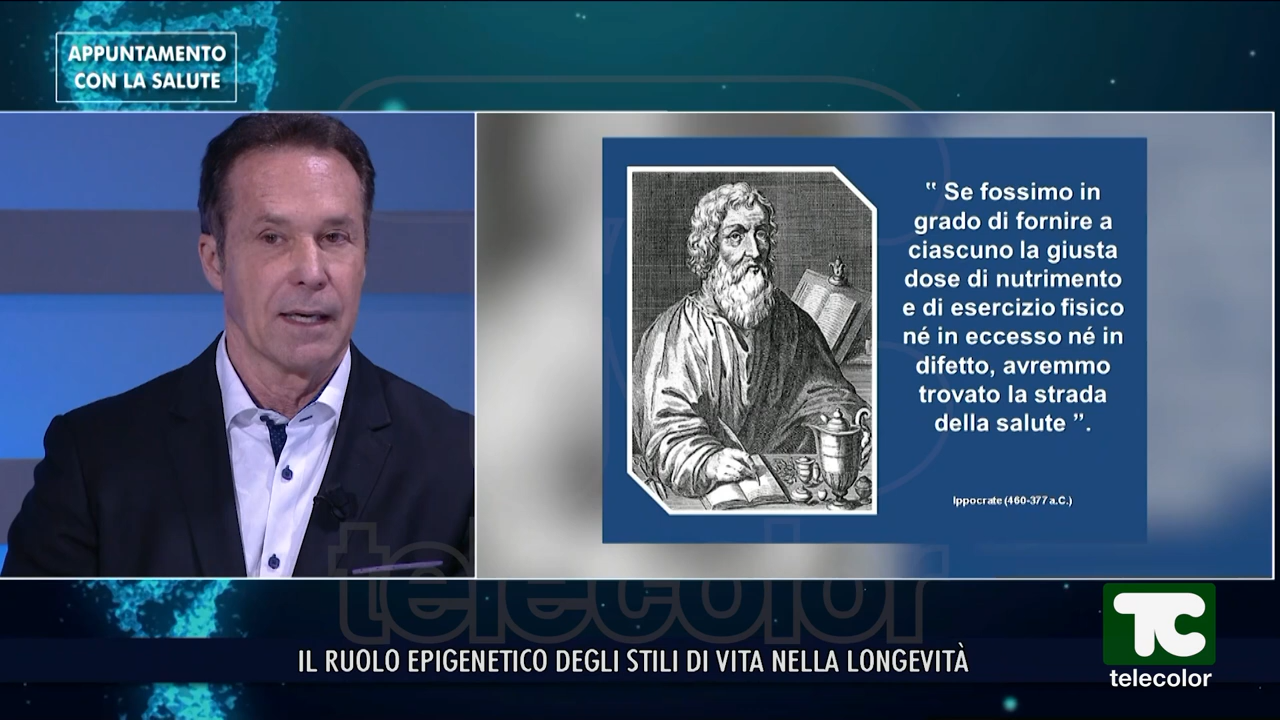 APPUNTAMENTO
CON LA SALUTE
“ Se fossimo in
grado di fornire a
ciascuno la giusta
dose di nutrimento
e di esercizio fisico
né in eccesso né in
difetto, avremmo
trovato la strada
della salute ”.
Ippocrate (460-377 a.C.)
telecolor
IL RUOLO EPIGENETICO DEGLI STILI DI VITA NELLA LONGEVITÀ
TC
telecolor